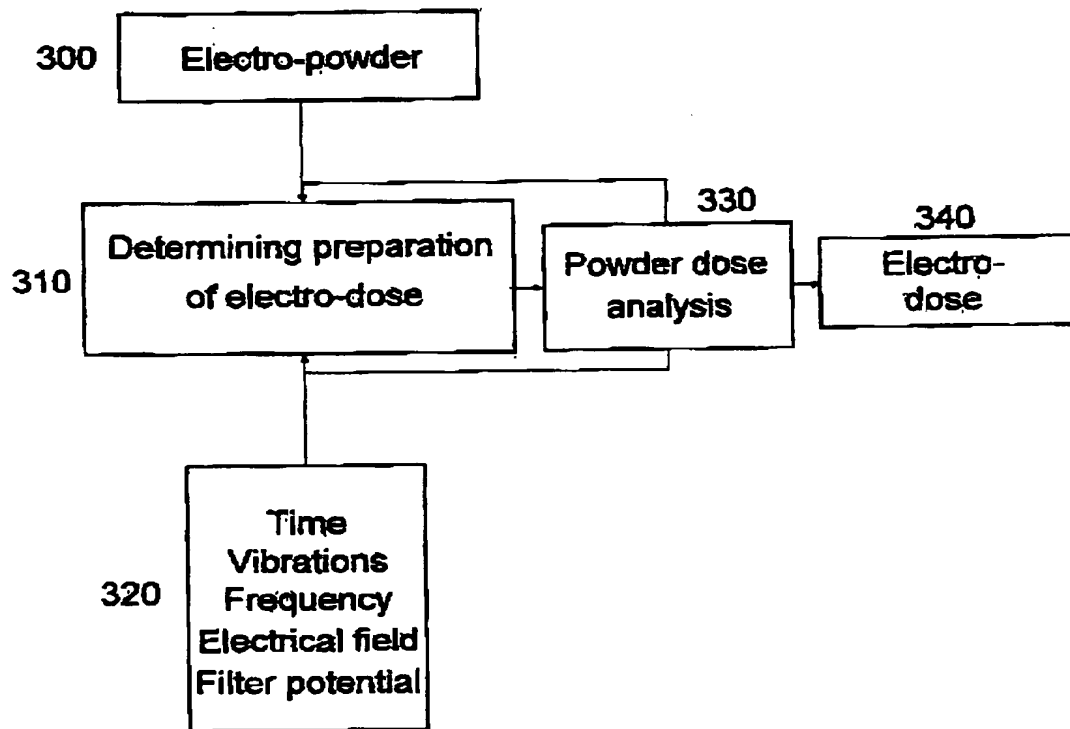 300
Electro-powder
310
Determining preparation
of electro-dose
330
Powder dose
analysis
340
Electro-
dose
320
Time
Vibrations
Frequency
Electrical field
Filter potential